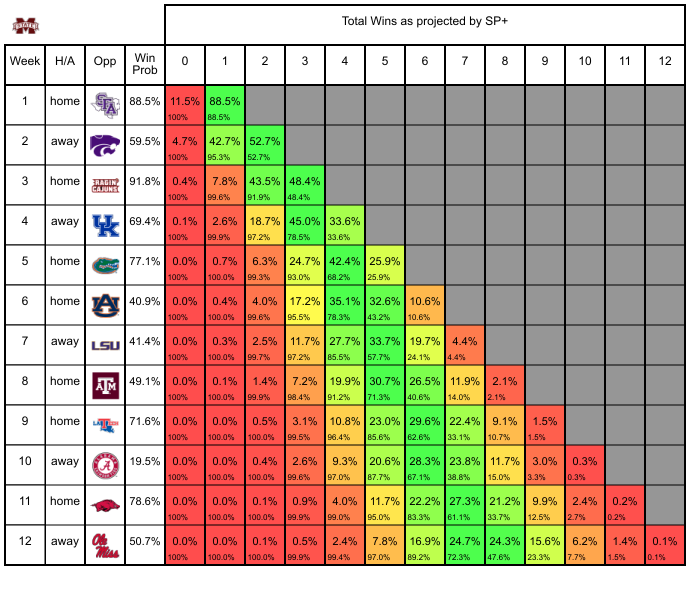 Total Wins as projected by SP+
STATE
Week H/A Opp Win Prob 0 1 2 3 4 5 6 7 8 9 10 11 12
1 home SFA 88.5% 11.5% 88.5%
100% 88.5%
2 away 59.5% 4.7% 42.7% 52.7%
100% 95.3% 52.7%
3 home RAGIN CAJUNS 91.8% 0.4% 7.8% 43.5% 48.4%
100% 99.6% 91.9% 48.4%
4 away UK 69.4% 0.1% 2.6% 18.7% 45.0% 33.6%
100% 99.9% 97.2% 78.5% 33.6%
5 home 77.1% 0.0% 0.7% 6.3% 24.7% 42.4% 25.9%
100% 100.0% 99.3% 93.0% 68.2% 25.9%
6 home AU 40.9% 0.0% 0.4% 4.0% 17.2% 35.1% 32.6% 10.6%
100% 100.0% 99.6% 95.5% 78.3% 43.2% 10.6%
7 away LSU 41.4% 0.0% 0.3% 2.5% 11.7% 27.7% 33.7% 19.7% 4.4%
100% 100.0% 99.7% 97.2% 85.5% 57.7% 24.1% 4.4%
8 home ATM 49.1% 0.0% 0.1% 1.4% 7.2% 19.9% 30.7% 26.5% 11.9% 2.1%
100% 100.0% 99.9% 98.4% 91.2% 71.3% 40.6% 14.0% 2.1%
9 home 71.6% 0.0% 0.0% 0.5% 3.1% 10.8% 23.0% 29.6% 22.4% 9.1% 1.5%
100% 100.0% 100.0% 99.5% 96.4% 85.6% 62.6% 33.1% 10.7% 1.5%
10 away A 19.5% 0.0% 0.0% 0.4% 2.6% 9.3% 20.6% 28.3% 23.8% 11.7% 3.0% 0.3%
100% 100.0% 100.0% 99.6% 97.0% 87.7% 67.1% 38.8% 15.0% 3.3% 0.3%
11 home 78.6% 0.0% 0.0% 0.1% 0.9% 4.0% 11.7% 22.2% 27.3% 21.2% 9.9% 2.4% 0.2%
100% 100.0% 100.0% 99.9% 99.0% 95.0% 83.3% 61.1% 33.7% 12.5% 2.7% 0.2%
12 away Ole Miss 50.7% 0.0% 0.0% 0.1% 0.5% 2.4% 7.8% 16.9% 24.7% 24.3% 15.6% 6.2% 1.4% 0.1%
100% 100.0% 100.0% 99.9% 99.4% 97.0% 89.2% 72.3% 47.6% 23.3% 7.7% 1.5% 0.1%